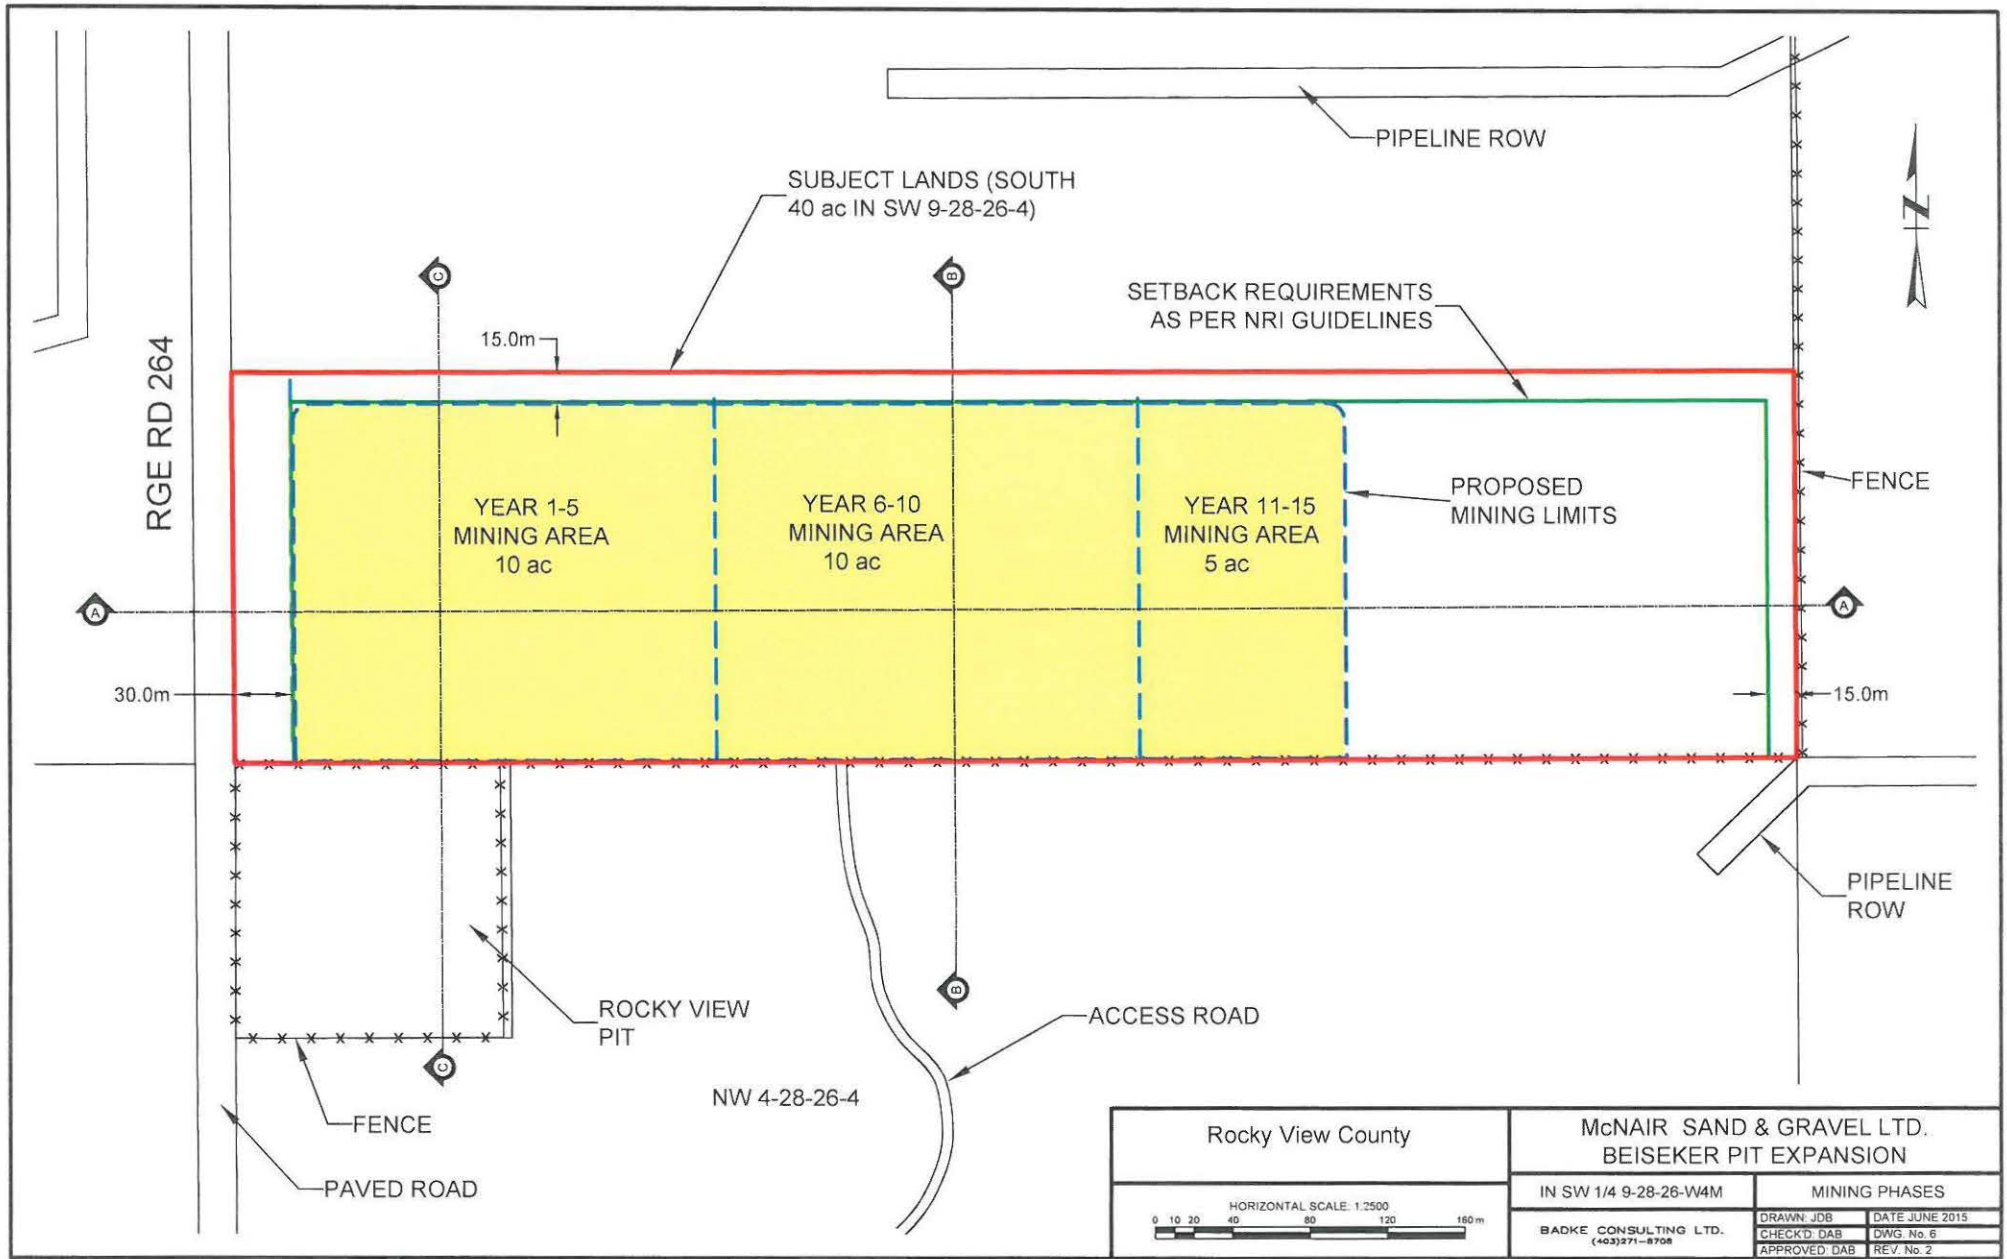 PIPELINE ROW
SUBJECT LANDS (SOUTH
40 ac IN SW 9-28-26-4)
N
C
B
SETBACK REQUIREMENTS
AS PER NRI GUIDELINES
15.0m
RGE RD 264
YEAR 1-5
MINING AREA
10 ac
YEAR 6-10
MINING AREA
10 ac
YEAR 11-15
MINING AREA
5 ac
PROPOSED
MINING LIMITS
FENCE
A
A
30.0m
15.0m
PIPELINE
ROW
ROCKY VIEW
PIT
B
ACCESS ROAD
C
NW 4-28-26-4
FENCE
PAVED ROAD
Rocky View County
McNAIR SAND & GRAVEL LTD.
BEISEKER PIT EXPANSION
IN SW 1/4 9-28-26-W4M
MINING PHASES
HORIZONTAL SCALE: 1:2500
0 10 20 40 80 120 160 m
BADKE CONSULTING LTD.
(403)271-8708
DRAWN: JDB
DATE JUNE 2015
CHECK'D: DAB
DWG. No. 6
APPROVED: DAB
REV. No. 2